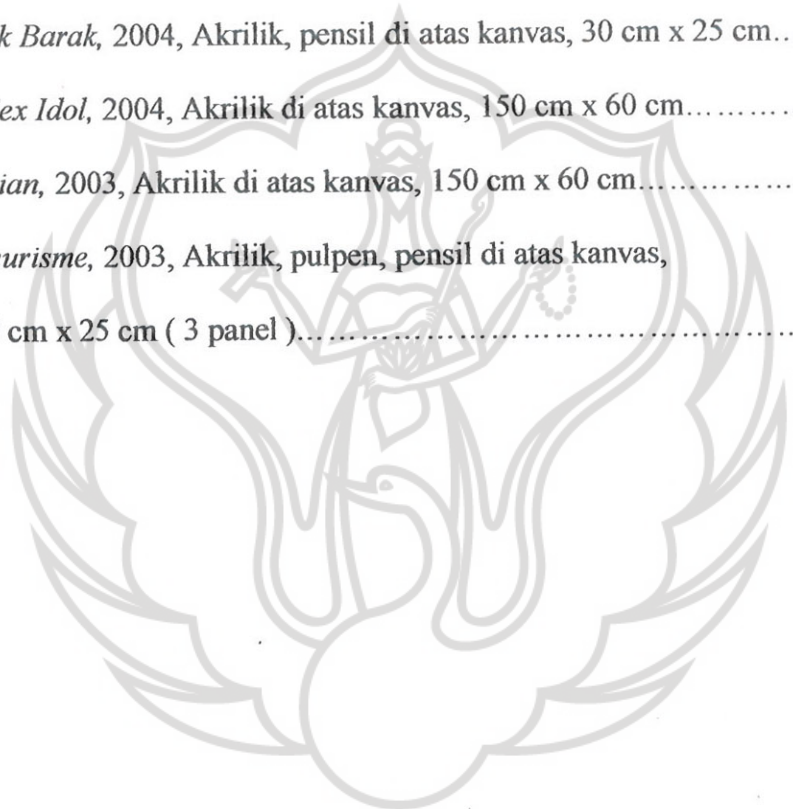 k Barak, 2004, Akrilik, pensil di atas kanvas, 30 cm x 25 cm..
ex Idol, 2004, Akrilik di atas kanvas, 150 cm x 60 cm...........
ian, 2003, Akrilik di atas kanvas, 150 cm x 60 cm...............
urisme, 2003, Akrilik, pulpen, pensil di atas kanvas,
cm x 25 cm ( 3 panel )..................................................